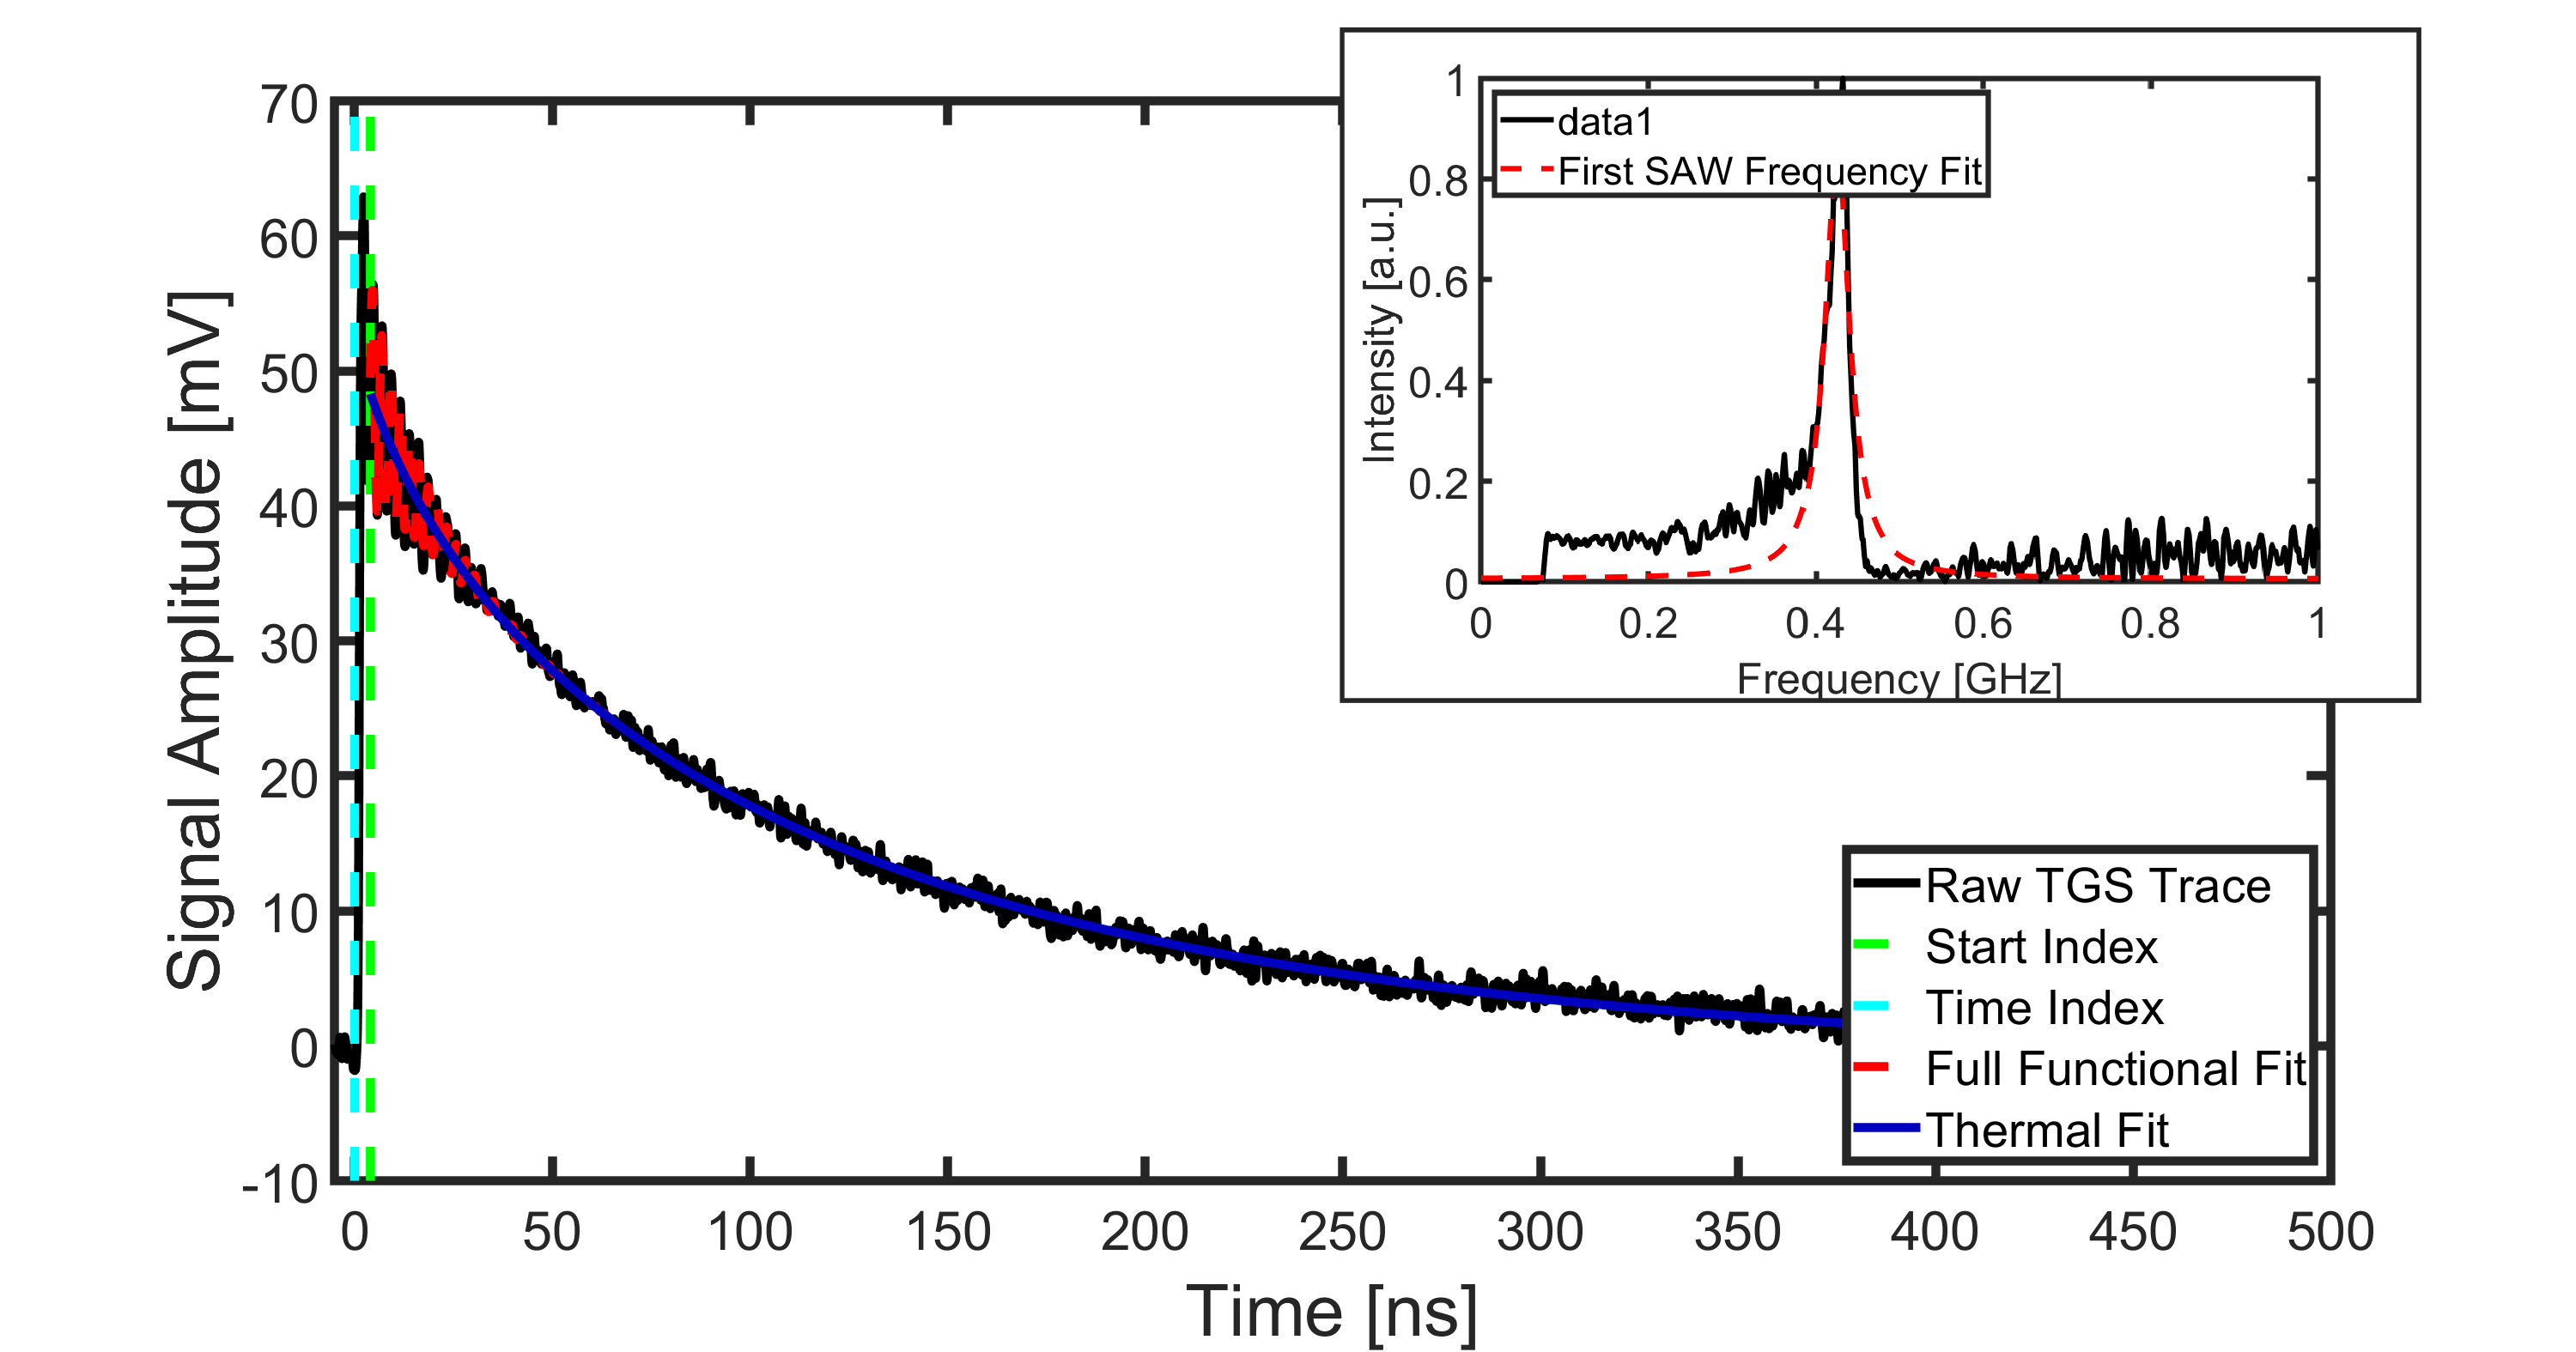 Signal Amplitude [mV]
70
60
50
40
30
20
10
0
-10
0 50 100 150 200 250 300 350 400 450 500
Time [ns]
Intensity [a.u.]
1
0.8
0.6
0.4
0.2
0
0 0.2 0.4 0.6 0.8 1
Frequency [GHz]
data1
First SAW Frequency Fit
Raw TGS Trace
Start Index
Time Index
Full Functional Fit
Thermal Fit